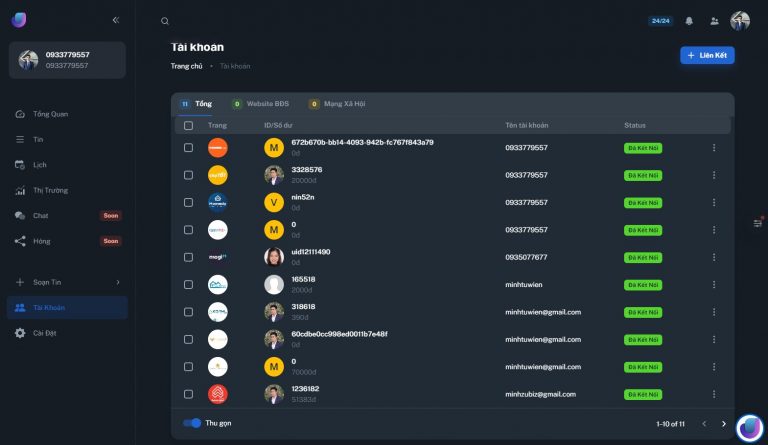 24/24
0933779557
0933779557
Tài khoản
Trang chủ • Tài khoản
+ Liên Kết
Tổng Quan
Tin
Lịch
Thị Trường
Chat Soon
Hóng Soon
Soạn Tin
Tài Khoản
Cài Đặt
11 Tổng 0 Website BĐS 0 Mạng Xã Hội
Trang ID/Số dư Tên tài khoản Status
M 672b670b-bb14-4093-942b-fc767f843a79 0933779557 Đã Kết Nối
0đ
3328576 0933779557 Đã Kết Nối
20000đ
V nin52n 0933779557 Đã Kết Nối
0đ
M 0 0933779557 Đã Kết Nối
0đ
mogi uid12111490 0935077677 Đã Kết Nối
0đ
165518 minhtuwien Đã Kết Nối
2000đ
318618 minhtuwien@gmail.com Đã Kết Nối
390đ
60cdbe0cc998ed0011b7e48f minhtuwien@gmail.com Đã Kết Nối
0đ
M 0 minhtuwien@gmail.com Đã Kết Nối
70000đ
1236182 minhzubiz@gmail.com Đã Kết Nối
51383đ
Thu gọn 1–10 of 11